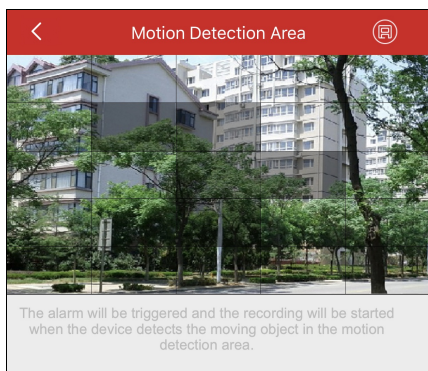 Motion Detection Area
The alarm will be triggered and the recording will be started
when the device detects the moving object in the motion
detection area.